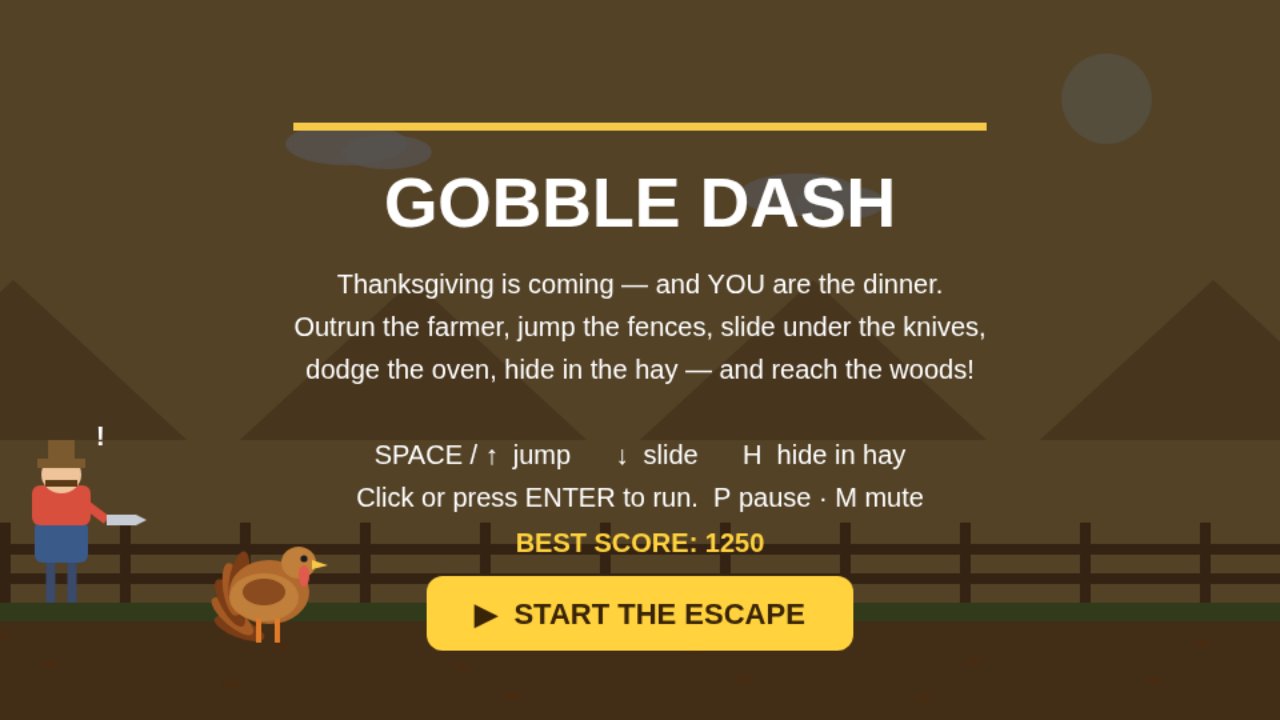 GOBBLE DASH
Thanksgiving is coming — and YOU are the dinner.
Outrun the farmer, jump the fences, slide under the knives,
dodge the oven, hide in the hay — and reach the woods!
!
SPACE / ↑ jump ↓ slide H hide in hay
Click or press ENTER to run. P pause · M mute
BEST SCORE: 1250
▶ START THE ESCAPE